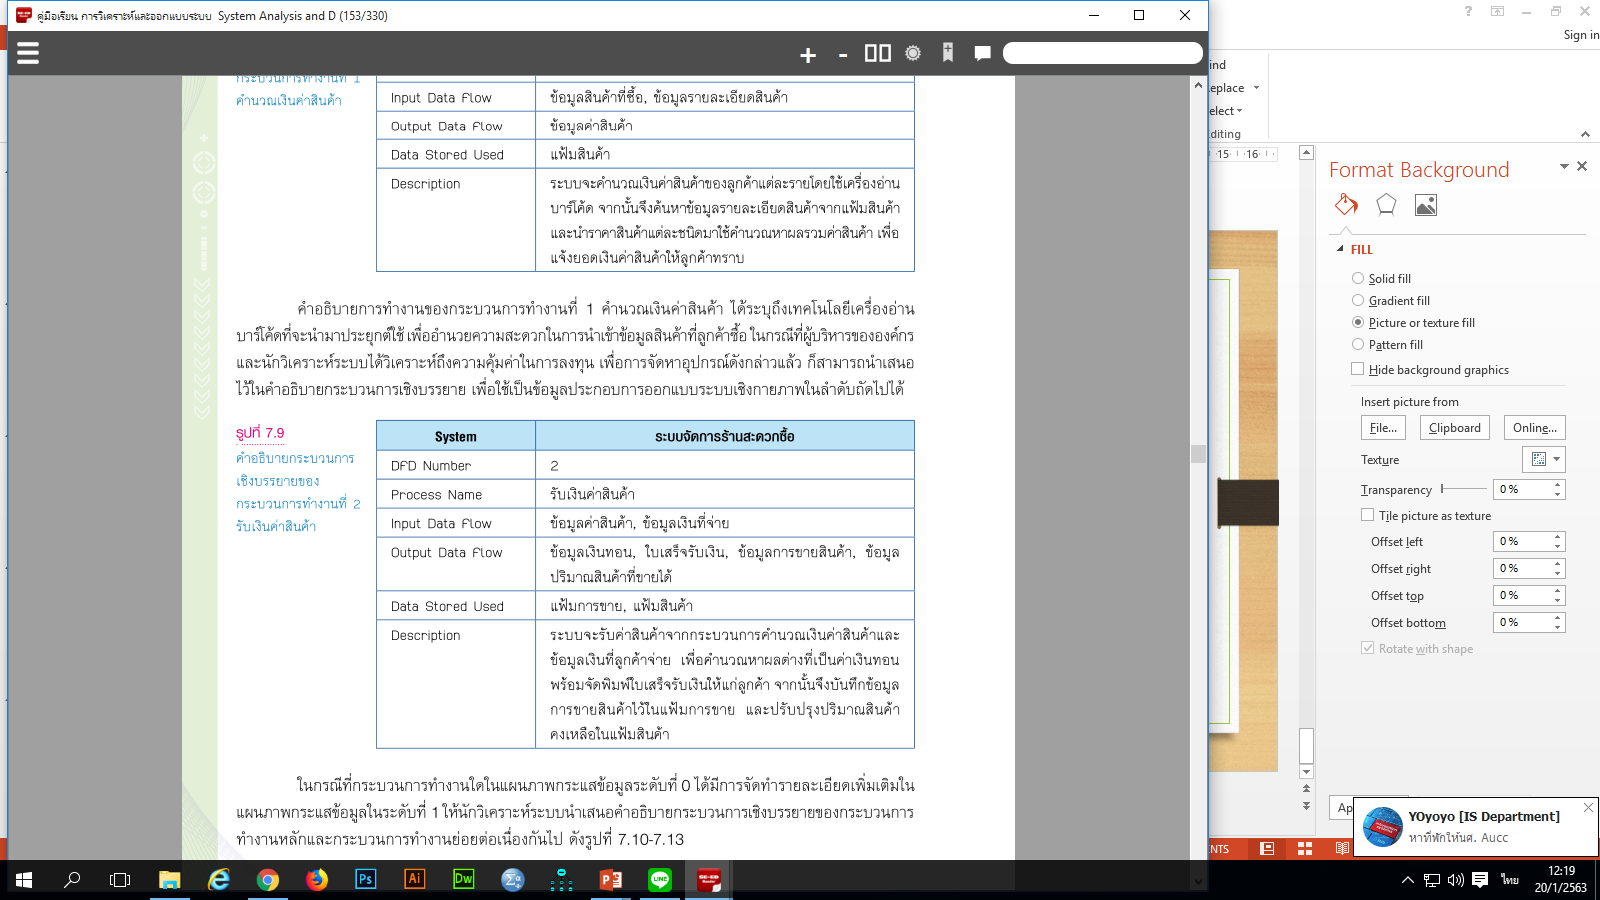 คู่มือเรียน การวิเคราะห์และออกแบบระบบ System Analysis and D (153/330)
กระบวนการทำงานที่ 1
คำนวณเงินค่าสินค้า
Input Data Flow ข้อมูลสินค้าที่ซื้อ, ข้อมูลรายละเอียดสินค้า
Output Data Flow ข้อมูลค่าสินค้า
Data Stored Used แฟ้มสินค้า
Description ระบบจะคำนวณเงินค่าสินค้าของลูกค้าแต่ละรายโดยใช้เครื่องอ่าน
บาร์โค้ด จากนั้นจึงค้นหาข้อมูลรายละเอียดสินค้าจากแฟ้มสินค้า
และนำราคาสินค้าแต่ละชนิดมาใช้คำนวณหาผลรวมค่าสินค้า เพื่อ
แจ้งยอดเงินค่าสินค้าให้ลูกค้าทราบ
คำอธิบายการทำงานของกระบวนการทำงานที่ 1 คำนวณเงินค่าสินค้า ได้ระบุถึงเทคโนโลยีเครื่องอ่าน
บาร์โค้ดที่จะนำมาประยุกต์ใช้ เพื่ออำนวยความสะดวกในการนำเข้าข้อมูลสินค้าที่ลูกค้าซื้อ ในกรณีที่ผู้บริหารขององค์กร
และนักวิเคราะห์ระบบได้วิเคราะห์ถึงความคุ้มค่าในการลงทุน เพื่อการจัดหาอุปกรณ์ดังกล่าวแล้ว ก็สามารถนำเสนอ
ไว้ในคำอธิบายกระบวนการเชิงบรรยาย เพื่อใช้เป็นข้อมูลประกอบการออกแบบระบบเชิงกายภาพในลำดับถัดไปได้
รูปที่ 7.9
คำอธิบายกระบวนการ
เชิงบรรยายของ
กระบวนการทำงานที่ 2
รับเงินค่าสินค้า
System ระบบจัดการร้านสะดวกซื้อ
DFD Number 2
Process Name รับเงินค่าสินค้า
Input Data Flow ข้อมูลค่าสินค้า, ข้อมูลเงินที่จ่าย
Output Data Flow ข้อมูลเงินทอน, ใบเสร็จรับเงิน, ข้อมูลการขายสินค้า, ข้อมูล
ปริมาณสินค้าที่ขายได้
Data Stored Used แฟ้มการขาย, แฟ้มสินค้า
Description ระบบจะรับค่าสินค้าจากกระบวนการคำนวณเงินค่าสินค้าและ
ข้อมูลเงินที่ลูกค้าจ่าย เพื่อคำนวณหาผลต่างที่เป็นค่าเงินทอน
พร้อมจัดพิมพ์ใบเสร็จรับเงินให้แก่ลูกค้า จากนั้นจึงบันทึกข้อมูล
การขายสินค้าไว้ในแฟ้มการขาย และปรับปรุงปริมาณสินค้า
คงเหลือในแฟ้มสินค้า
ในกรณีที่กระบวนการทำงานใดในแผนภาพกระแสข้อมูลระดับที่ 0 ได้มีการจัดทำรายละเอียดเพิ่มเติมใน
แผนภาพกระแสข้อมูลในระดับที่ 1 ให้นักวิเคราะห์ระบบนำเสนอคำอธิบายกระบวนการเชิงบรรยายของกระบวนการ
ทำงานหลักและกระบวนการทำงานย่อยต่อเนื่องกันไป ดังรูปที่ 7.10-7.13
Sign in
ind
eplace
elect
diting
15 16
Format Background
FILL
Solid fill
Gradient fill
Picture or texture fill
Pattern fill
Hide background graphics
Insert picture from
File... Clipboard Online...
Texture
Transparency 0 %
Tile picture as texture
Offset left 0 %
Offset right 0 %
Offset top 0 %
Offset bottom 0 %
Rotate with shape
Ap
YOyoyo [IS Department]
หาที่พักให้นศ. Aucc
NTS
Ps Ai Dw
LINE
SE-ED
ไทย
12:19
20/1/2563